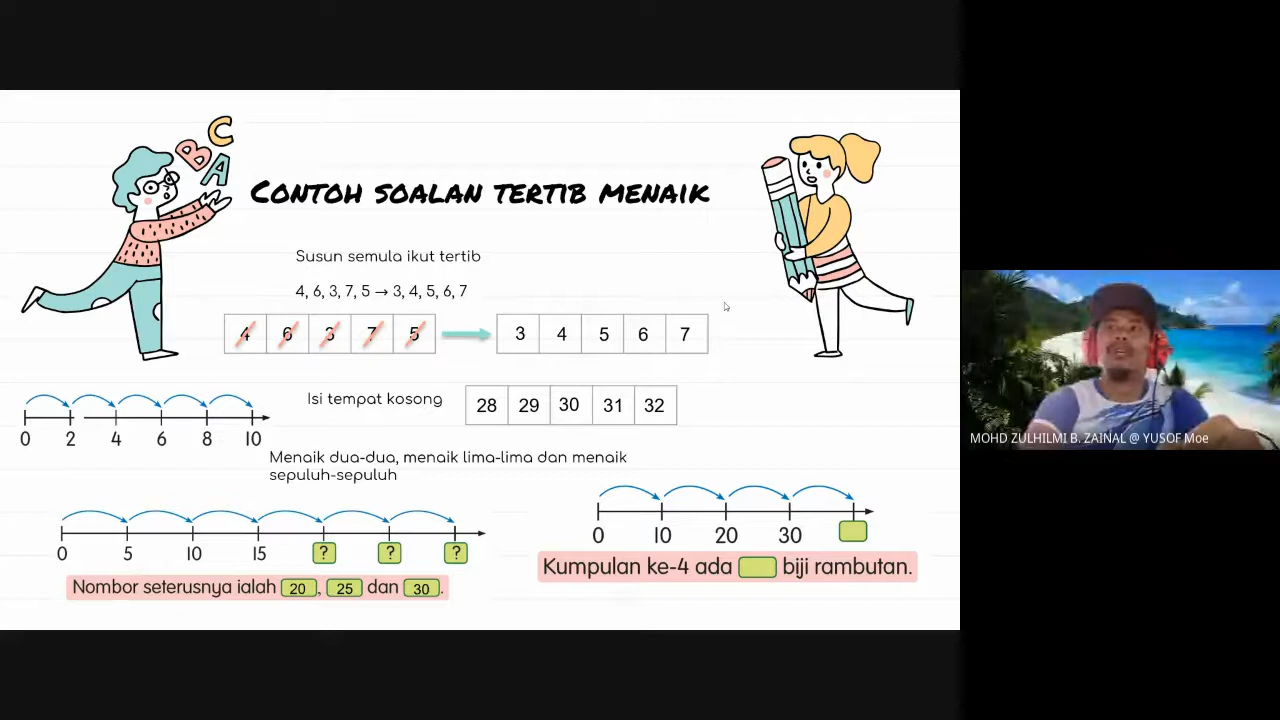 C
B
A
CONTOH SOALAN TERTIB MENAIK
Susun semula ikut tertib
4, 6, 3, 7, 5 → 3, 4, 5, 6, 7
4 6 3 7 5 3 4 5 6 7
Isi tempat kosong 28 29 30 31 32
0 2 4 6 8 10
Menaik dua-dua, menaik lima-lima dan menaik
sepuluh-sepuluh
0 5 10 15 ? ? ?
Nombor seterusnya ialah 20, 25 dan 30.
0 10 20 30
Kumpulan ke-4 ada biji rambutan.
MOHD ZULHILMI B. ZAINAL @ YUSOF Moe